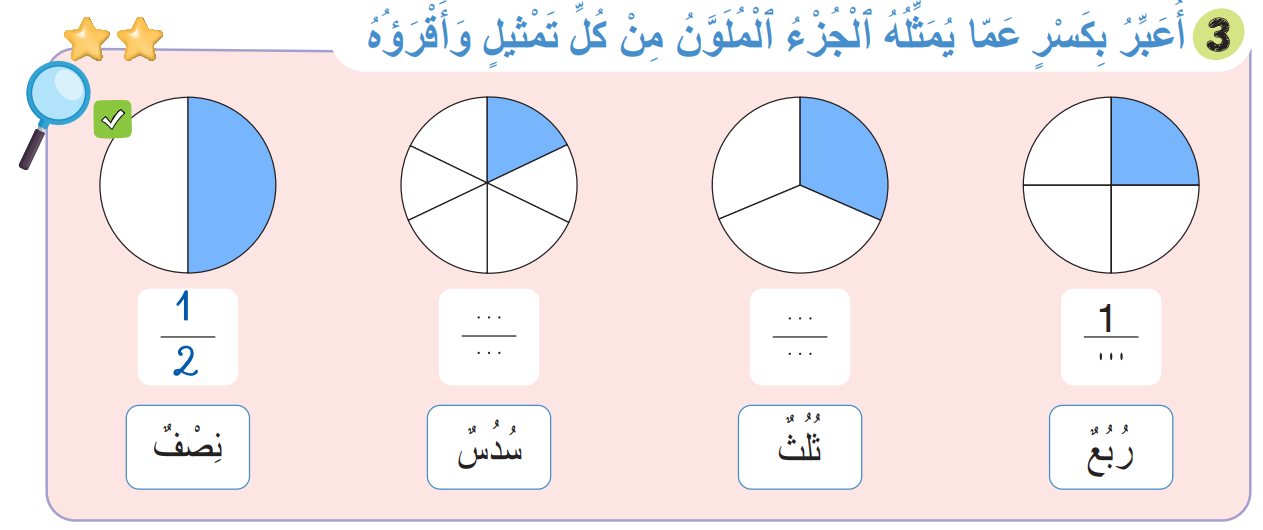 3 أُعَبِّرُ بِكَسْرٍ عَمّا يُمَثِّلُهُ ٱلْجُزْءُ ٱلْمُلَوَّنُ مِنْ كُلِّ تَمْثيلٍ وَأَقْرَؤُهُ
1/... .../... .../... 1/2
رُبُعٌ ثُلُثٌ سُدُسٌ نِصْفٌ